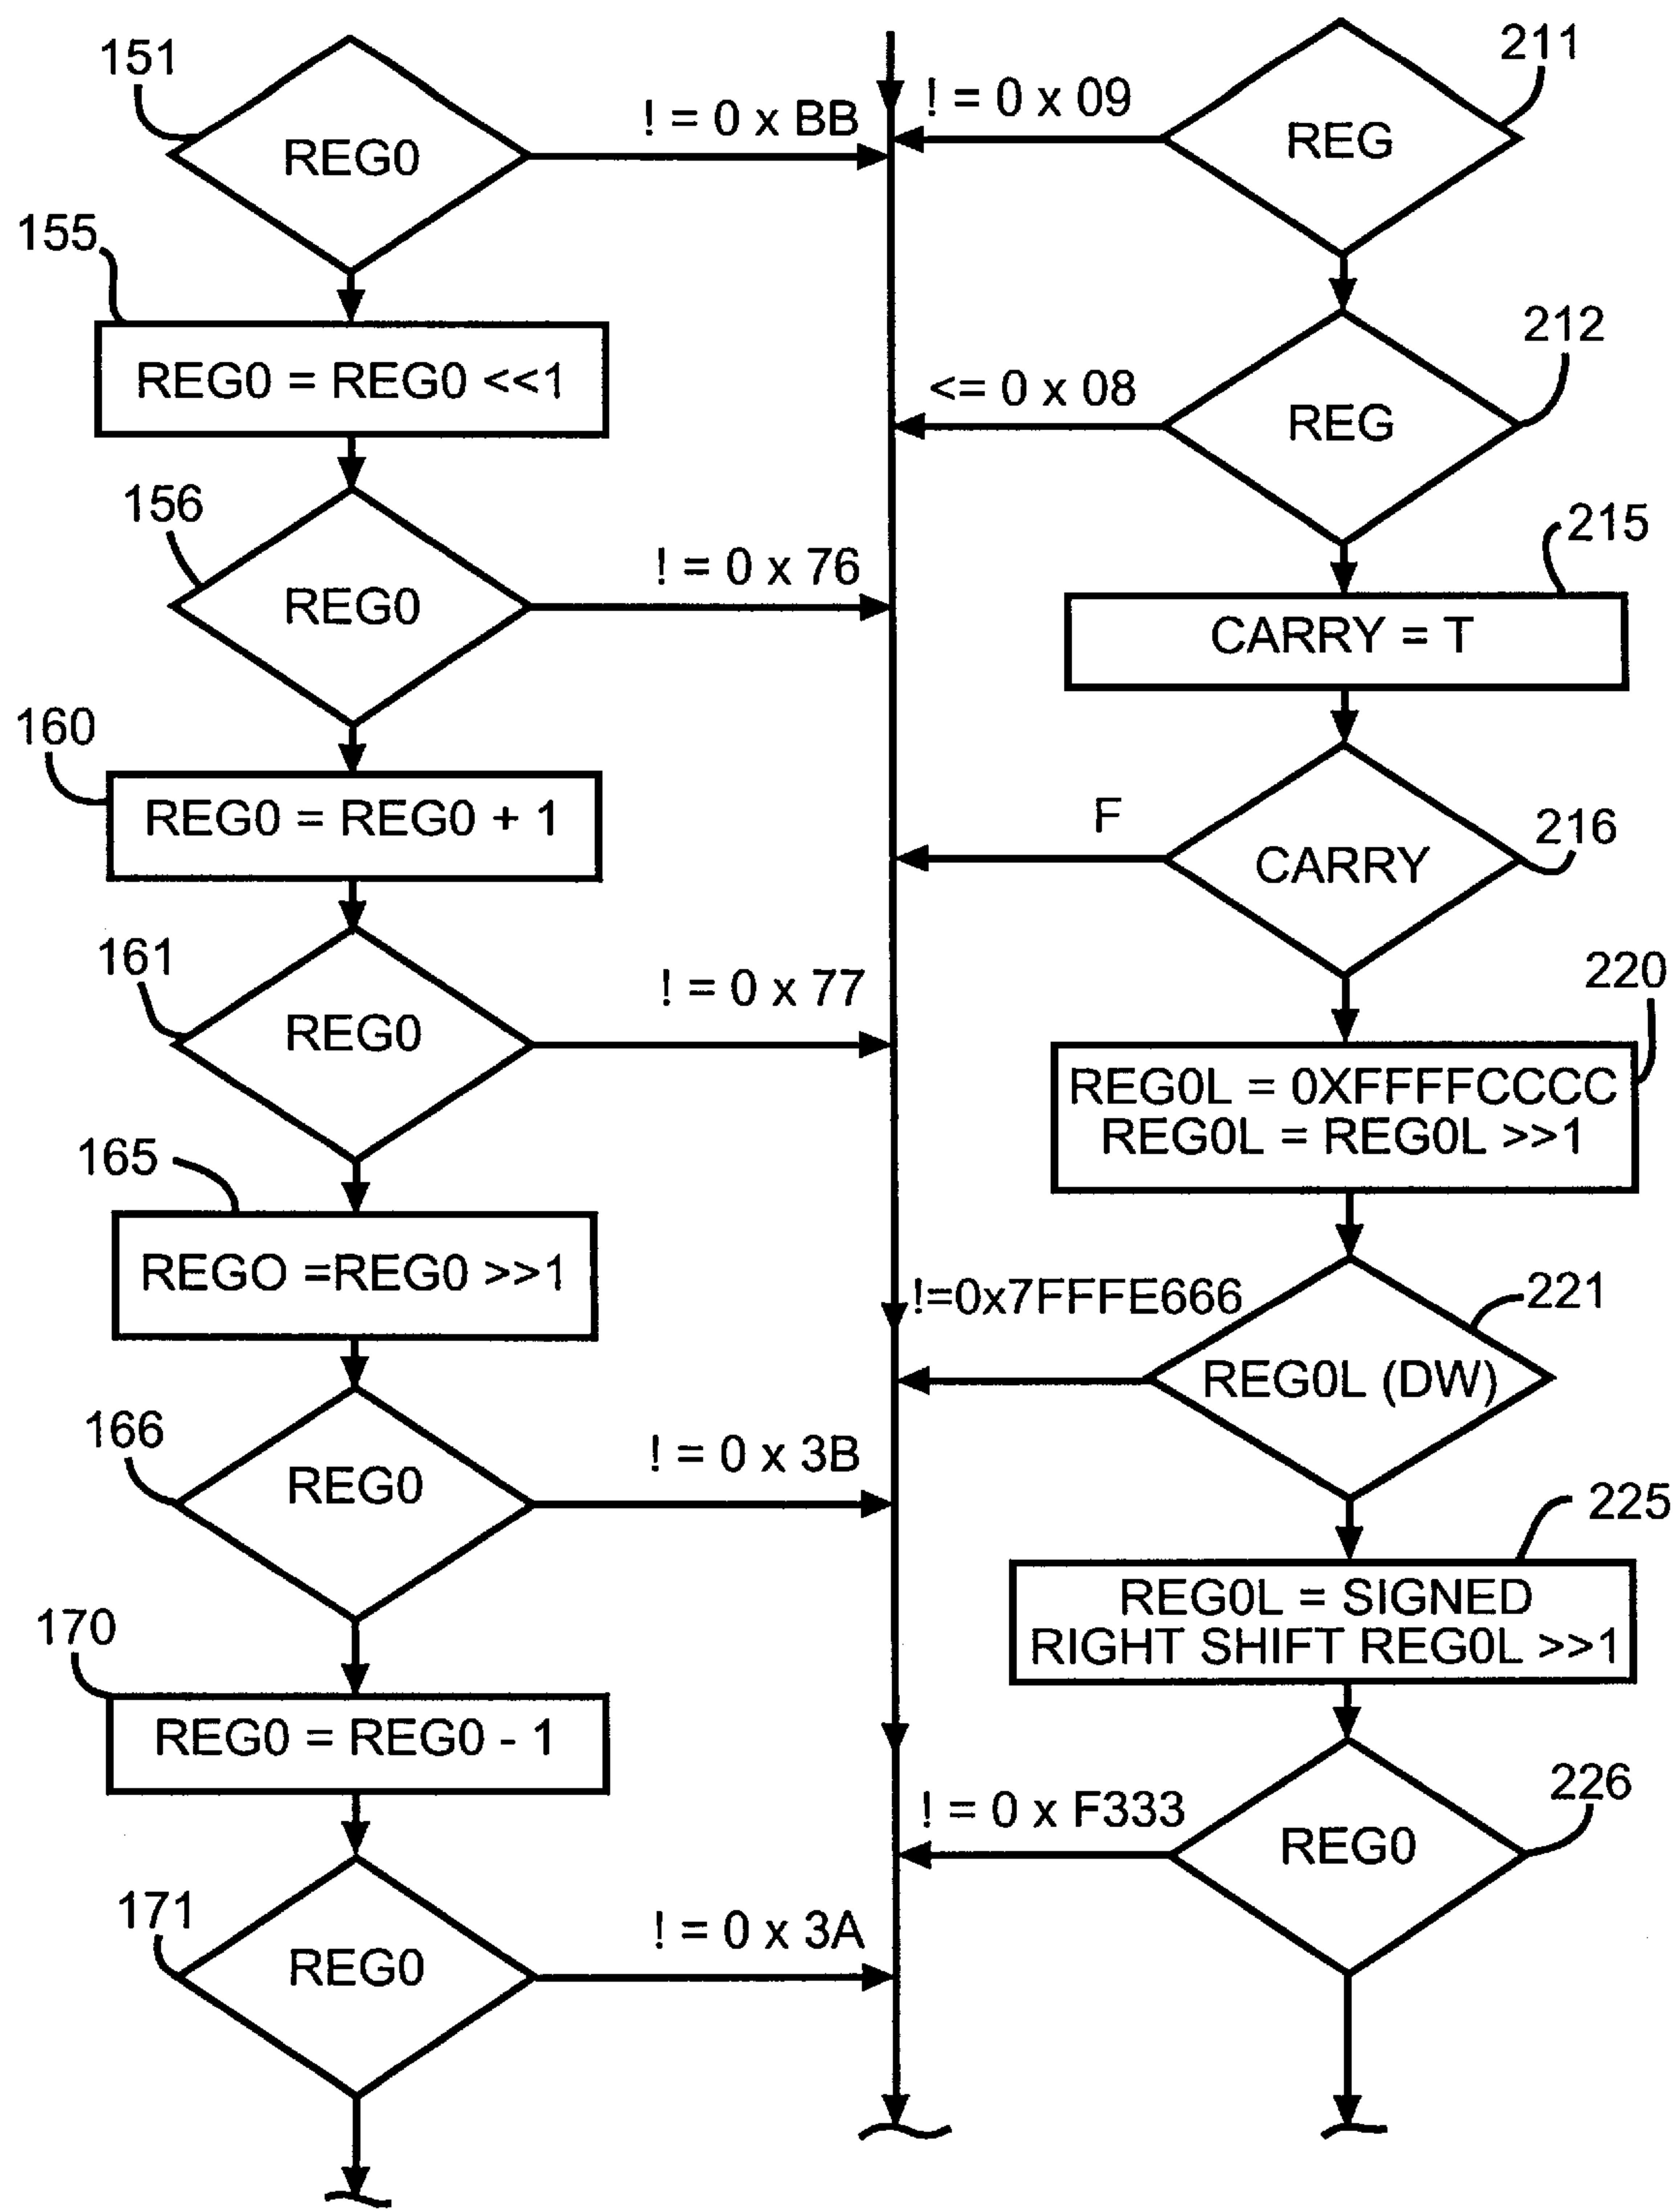 151
REG0
! = 0 x BB
155
REG0 = REG0 <<1
156
REG0
! = 0 x 76
160
REG0 = REG0 + 1
161
REG0
! = 0 x 77
165
REGO =REG0 >>1
166
REG0
! = 0 x 3B
170
REG0 = REG0 - 1
171
REG0
! = 0 x 3A
211
REG
! = 0 x 09
212
REG
<= 0 x 08
215
CARRY = T
216
CARRY
F
220
REG0L = 0XFFFFCCCC
REG0L = REG0L >>1
221
!=0x7FFFE666
REG0L (DW)
225
REG0L = SIGNED
RIGHT SHIFT REG0L >>1
226
REG0
! = 0 x F333